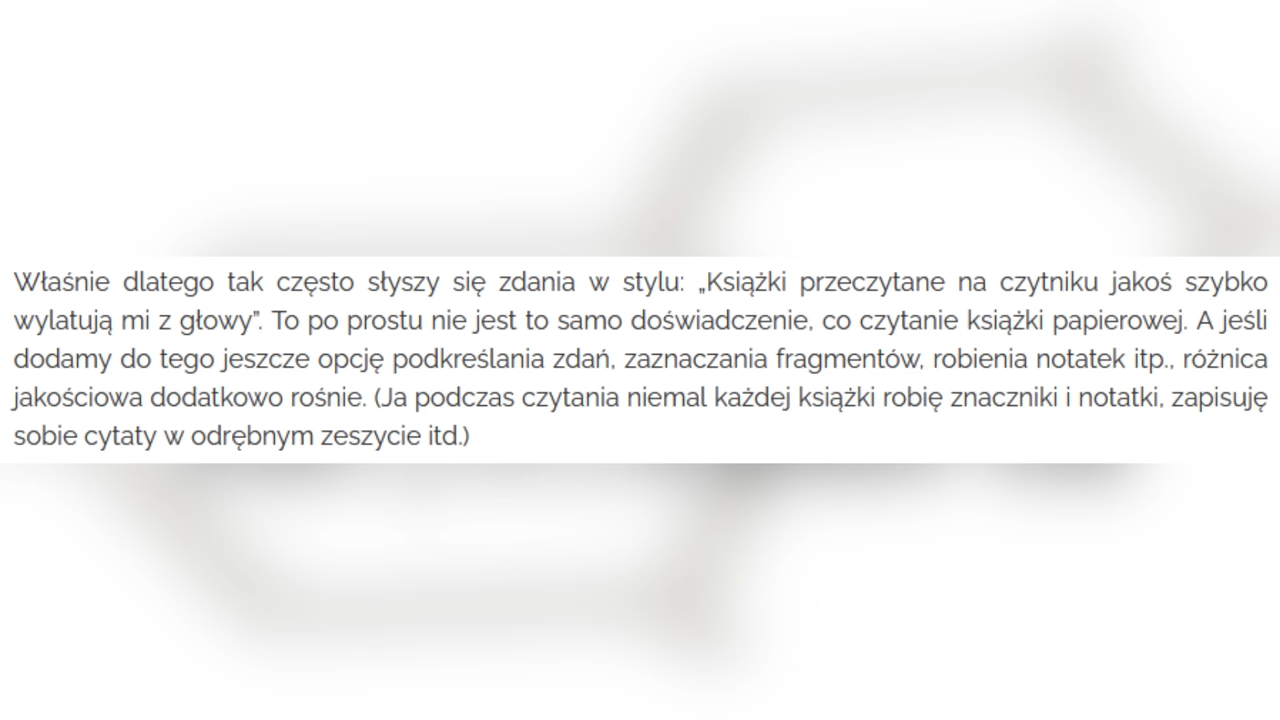 Właśnie dlatego tak często słyszy się zdania w stylu: „Książki przeczytane na czytniku jakoś szybko
wylatują mi z głowy”. To po prostu nie jest to samo doświadczenie, co czytanie książki papierowej. A jeśli
dodamy do tego jeszcze opcję podkreślania zdań, zaznaczania fragmentów, robienia notatek itp., różnica
jakościowa dodatkowo rośnie. (Ja podczas czytania niemal każdej książki robię znaczniki i notatki, zapisuję
sobie cytaty w odrębnym zeszycie itd.)